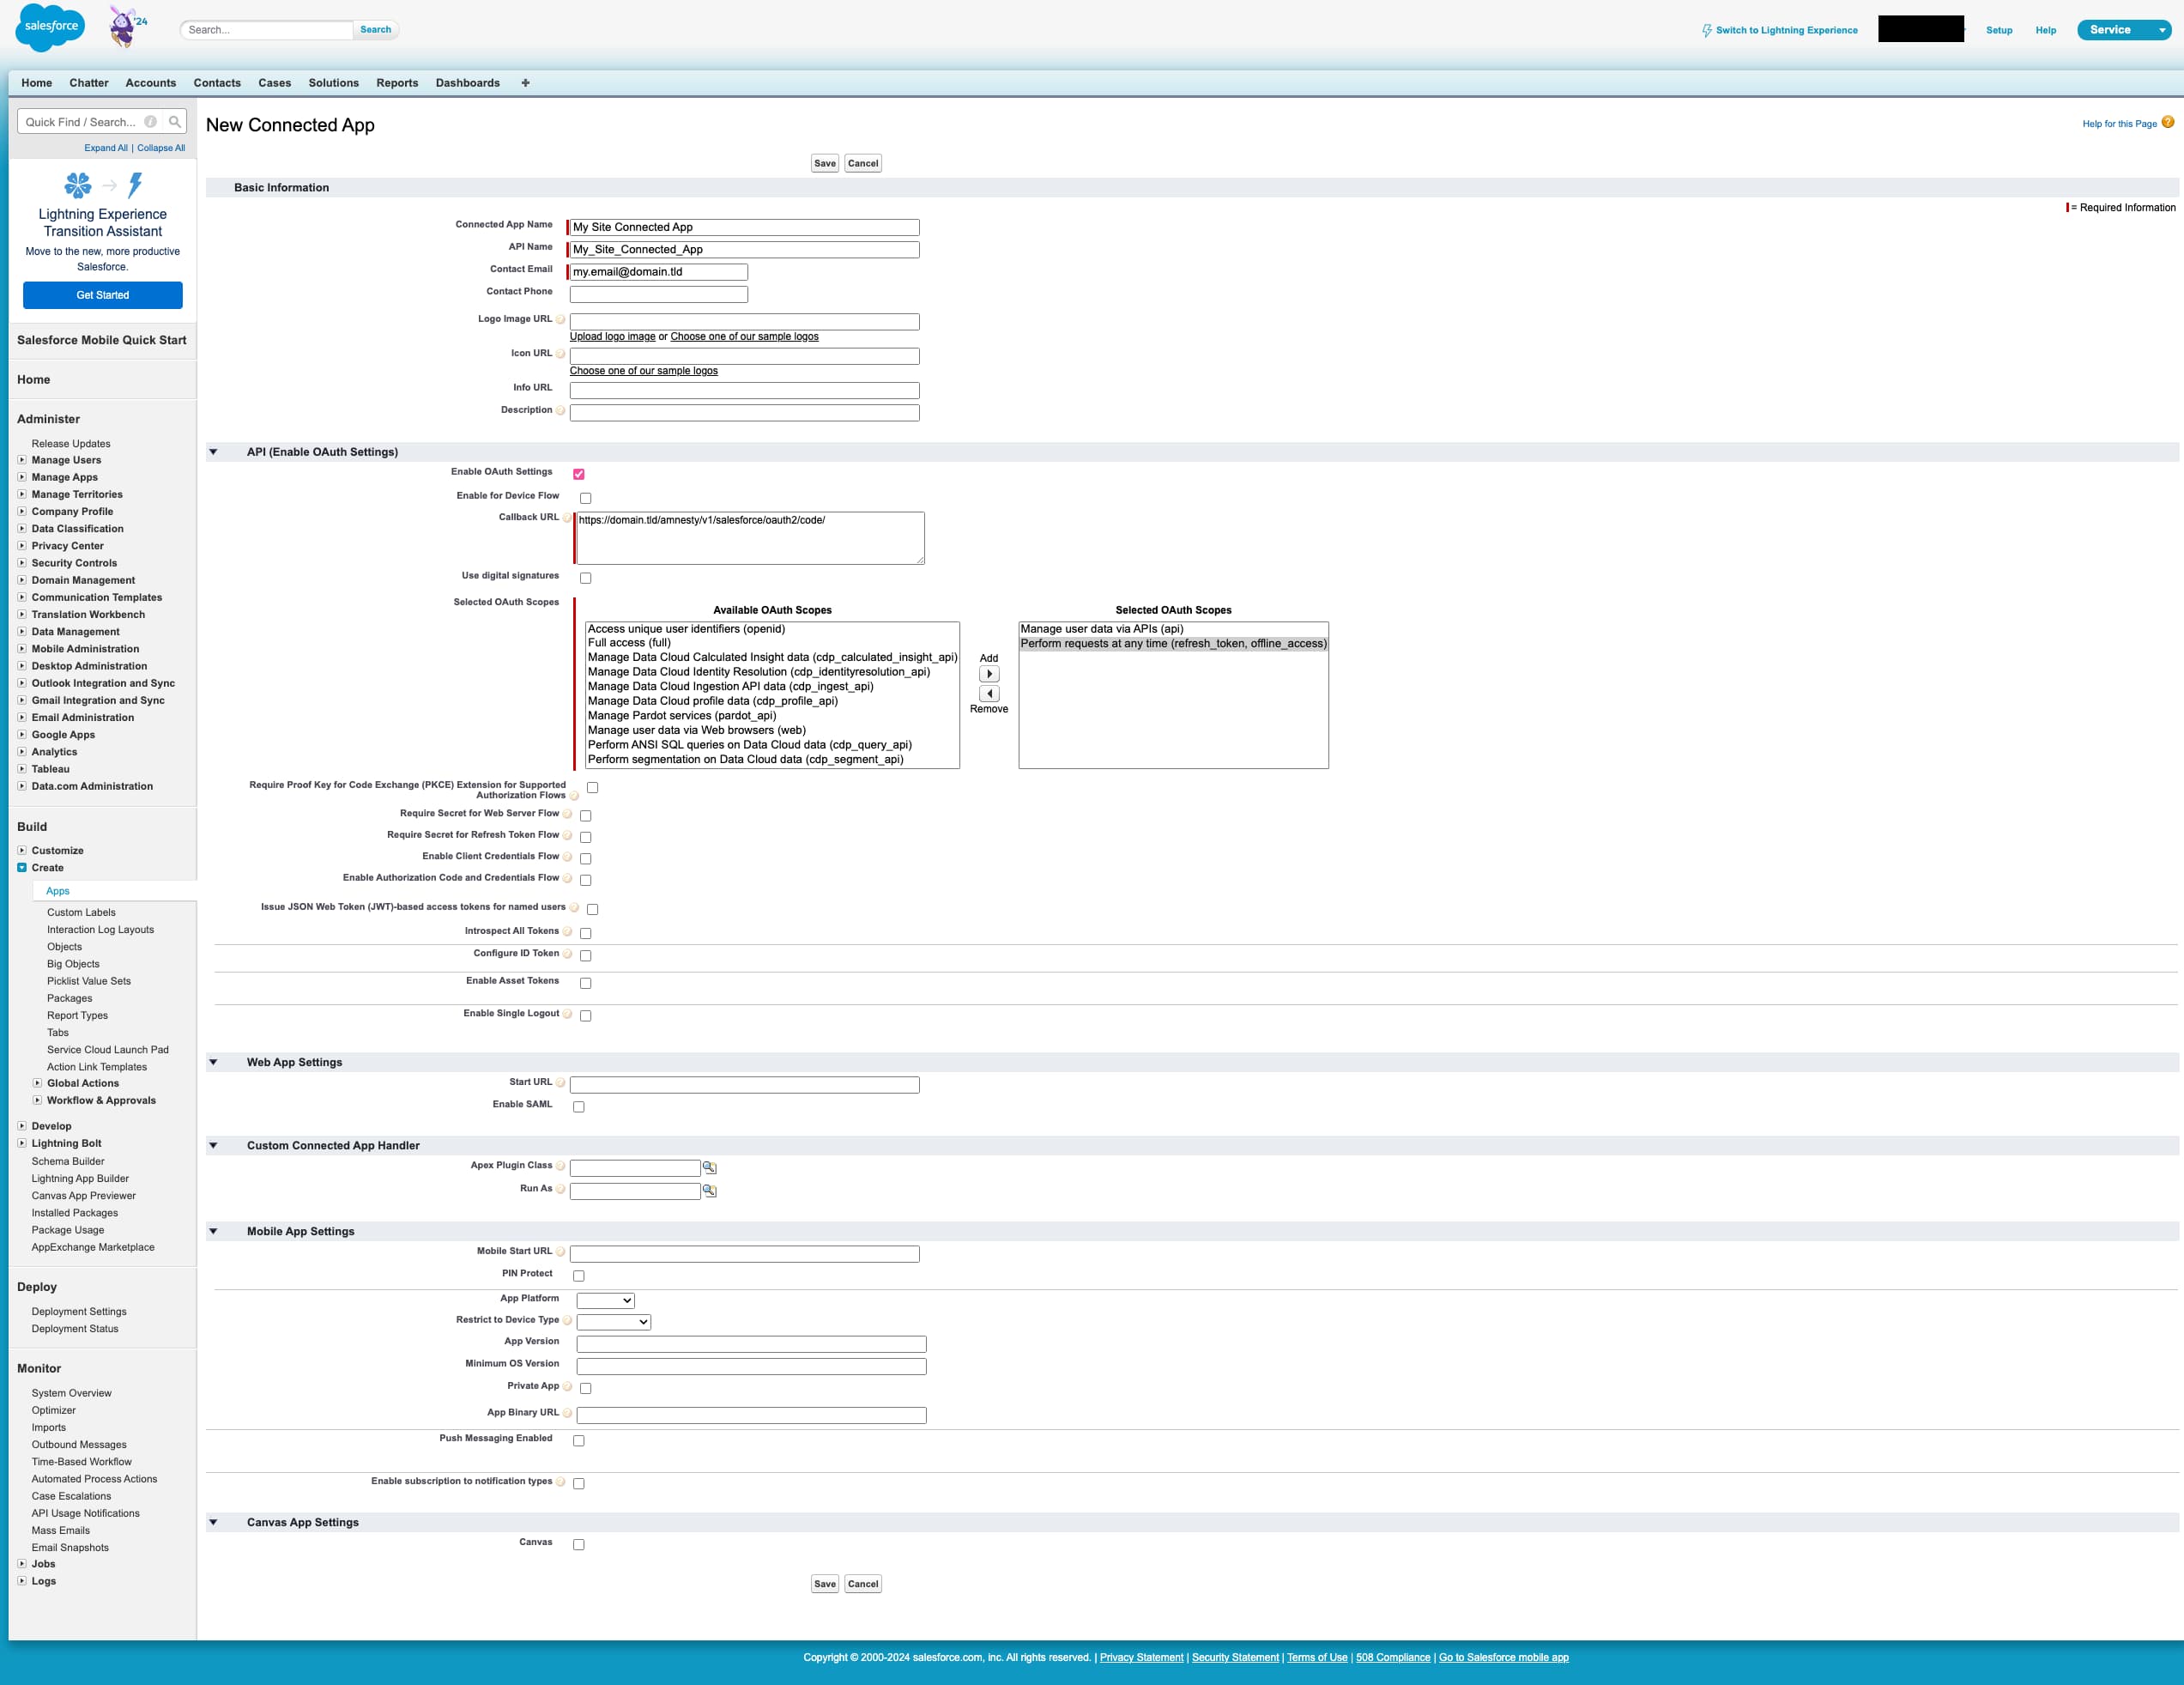 salesforce
'24
Search...
Search
Switch to Lightning Experience
Setup
Help
Service
Home
Chatter
Accounts
Contacts
Cases
Solutions
Reports
Dashboards
+
Quick Find / Search...
Expand All | Collapse All
Lightning Experience
Transition Assistant
Move to the new, more productive
Salesforce.
Get Started
Salesforce Mobile Quick Start
Home
Administer
Release Updates
Manage Users
Manage Apps
Manage Territories
Company Profile
Data Classification
Privacy Center
Security Controls
Domain Management
Communication Templates
Translation Workbench
Data Management
Mobile Administration
Desktop Administration
Outlook Integration and Sync
Gmail Integration and Sync
Email Administration
Google Apps
Analytics
Tableau
Data.com Administration
Build
Customize
Create
Apps
Custom Labels
Interaction Log Layouts
Objects
Big Objects
Picklist Value Sets
Packages
Report Types
Tabs
Service Cloud Launch Pad
Action Link Templates
Global Actions
Workflow & Approvals
Develop
Lightning Bolt
Schema Builder
Lightning App Builder
Canvas App Previewer
Installed Packages
Package Usage
AppExchange Marketplace
Deploy
Deployment Settings
Deployment Status
Monitor
System Overview
Optimizer
Imports
Outbound Messages
Time-Based Workflow
Automated Process Actions
Case Escalations
API Usage Notifications
Mass Emails
Email Snapshots
Jobs
Logs
New Connected App
Help for this Page
Save
Cancel
Basic Information
= Required Information
Connected App Name
My Site Connected App
API Name
My_Site_Connected_App
Contact Email
my.email@domain.tld
Contact Phone
Logo Image URL
Upload logo image or Choose one of our sample logos
Icon URL
Choose one of our sample logos
Info URL
Description
API (Enable OAuth Settings)
Enable OAuth Settings
Enable for Device Flow
Callback URL
https://domain.tld/amnesty/v1/salesforce/oauth2/code/
Use digital signatures
Selected OAuth Scopes
Available OAuth Scopes
Access unique user identifiers (openid)
Full access (full)
Manage Data Cloud Calculated Insight data (cdp_calculated_insight_api)
Manage Data Cloud Identity Resolution (cdp_identityresolution_api)
Manage Data Cloud Ingestion API data (cdp_ingest_api)
Manage Data Cloud profile data (cdp_profile_api)
Manage Pardot services (pardot_api)
Manage user data via Web browsers (web)
Perform ANSI SQL queries on Data Cloud data (cdp_query_api)
Perform segmentation on Data Cloud data (cdp_segment_api)
Add
Remove
Selected OAuth Scopes
Manage user data via APIs (api)
Perform requests at any time (refresh_token, offline_access)
Require Proof Key for Code Exchange (PKCE) Extension for Supported
Authorization Flows
Require Secret for Web Server Flow
Require Secret for Refresh Token Flow
Enable Client Credentials Flow
Enable Authorization Code and Credentials Flow
Issue JSON Web Token (JWT)-based access tokens for named users
Introspect All Tokens
Configure ID Token
Enable Asset Tokens
Enable Single Logout
Web App Settings
Start URL
Enable SAML
Custom Connected App Handler
Apex Plugin Class
Run As
Mobile App Settings
Mobile Start URL
PIN Protect
App Platform
Restrict to Device Type
App Version
Minimum OS Version
Private App
App Binary URL
Push Messaging Enabled
Enable subscription to notification types
Canvas App Settings
Canvas
Save
Cancel
Copyright © 2000-2024 salesforce.com, inc. All rights reserved. | Privacy Statement | Security Statement | Terms of Use | 508 Compliance | Go to Salesforce mobile app